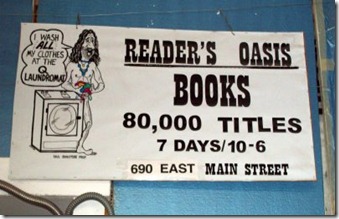 I WASH
ALL
MY CLOTHES
AT THE
Q
LAUNDROMAT
READER'S OASIS
BOOKS
80,000 TITLES
7 DAYS/10-6
690 EAST MAIN STREET